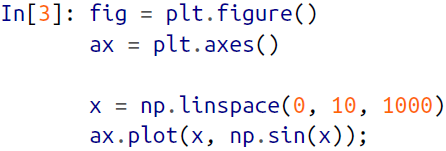 In[3]: fig = plt.figure()
ax = plt.axes()
x = np.linspace(0, 10, 1000)
ax.plot(x, np.sin(x));